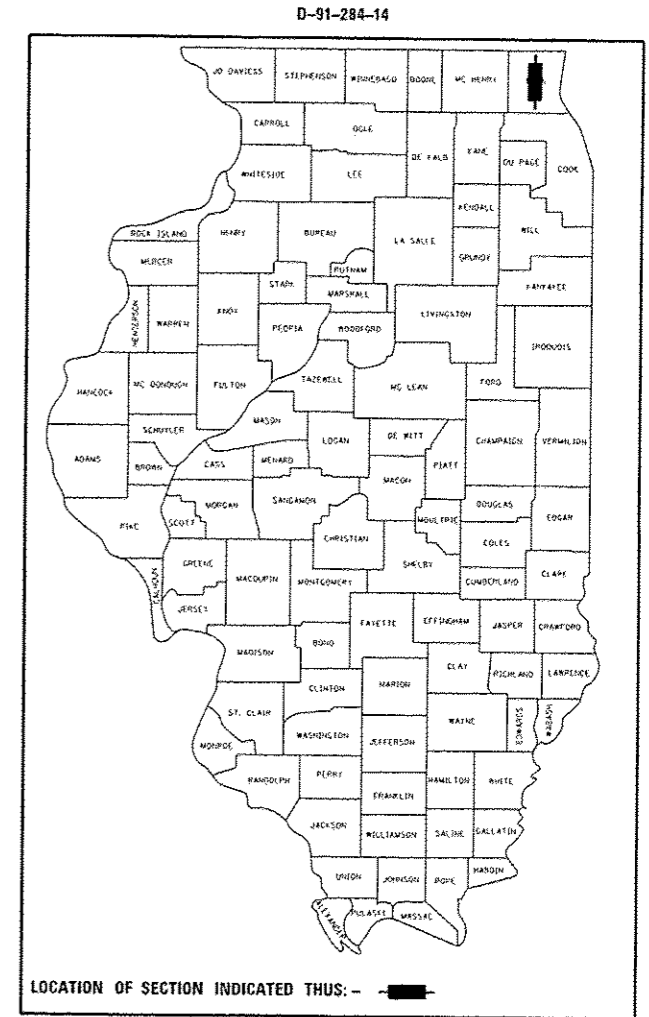 D-91-284-14
JO DAVIESS STEPHENSON WINNEBAGO BOONE MC HENRY
CARROLL OGLE DE KALB KANE DU PAGE COOK
WHITESIDE LEE
KENDALL WILL
ROCK ISLAND HENRY BUREAU LA SALLE GRUNDY
MERCER PUTNAM KANKAKEE
STARK MARSHALL
HENDERSON WARREN KNOX PEORIA WOODFORD LIVINGSTON IROQUOIS
HANCOCK MC DONOUGH FULTON TAZEWELL MC LEAN FORD
SCHUYLER MASON LOGAN DE WITT CHAMPAIGN VERMILION
ADAMS BROWN CASS MENARD MACON PIATT
PIKE SCOTT MORGAN SANGAMON CHRISTIAN MOULTRIE DOUGLAS EDGAR
COLES
CALHOUN GREENE MACOUPIN MONTGOMERY SHELBY CUMBERLAND CLARK
JERSEY
FAYETTE EFFINGHAM JASPER CRAWFORD
MADISON BOND
CLAY RICHLAND LAWRENCE
CLINTON MARION
ST. CLAIR WAYNE EDWARDS WABASH
MONROE WASHINGTON JEFFERSON
RANDOLPH PERRY HAMILTON WHITE
FRANKLIN
JACKSON WILLIAMSON SALINE GALLATIN
UNION JOHNSON POPE HARDIN
ALEXANDER PULASKI MASSAC
LOCATION OF SECTION INDICATED THUS: -